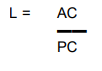 L = AC
PC